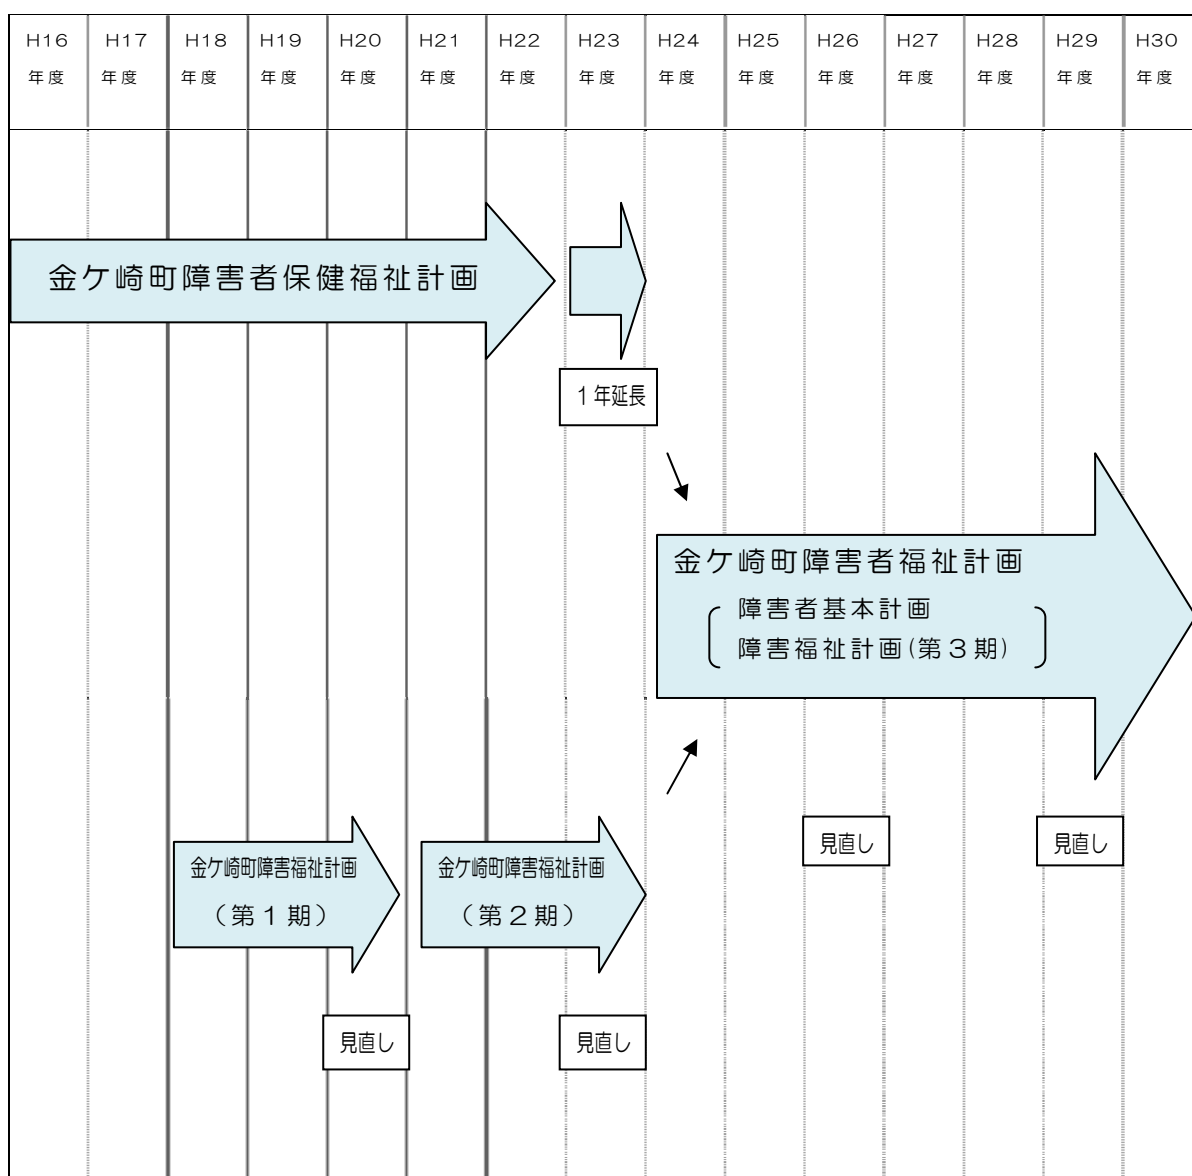 H16 H17 H18 H19 H20 H21 H22 H23 H24 H25 H26 H27 H28 H29 H30
年度 年度 年度 年度 年度 年度 年度 年度 年度 年度 年度 年度 年度 年度 年度
金ケ崎町障害者保健福祉計画
1年延長
金ケ崎町障害者福祉計画
障害者基本計画
障害福祉計画(第3期)
見直し 見直し
金ケ崎町障害福祉計画 金ケ崎町障害福祉計画
(第1期) (第2期)
見直し 見直し